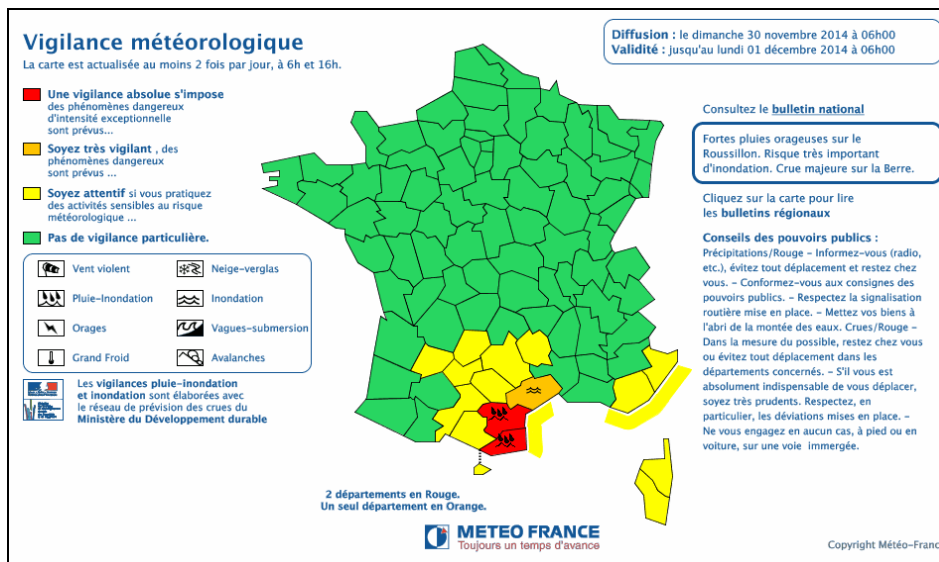 Vigilance météorologique
La carte est actualisée au moins 2 fois par jour, à 6h et 16h.
Diffusion : le dimanche 30 novembre 2014 à 06h00
Validité : jusqu'au lundi 01 décembre 2014 à 06h00
Une vigilance absolue s'impose
des phénomènes dangereux
d'intensité exceptionnelle
sont prévus...
Soyez très vigilant , des
phénomènes dangereux
sont prévus ...
Soyez attentif si vous pratiquez
des activités sensibles au risque
météorologique ...
Pas de vigilance particulière.
Vent violent
Neige-verglas
Pluie-Inondation
Inondation
Orages
Vagues-submersion
Grand Froid
Avalanches
Les vigilances pluie-inondation
et inondation sont élaborées avec
le réseau de prévision des crues du
Ministère du Développement durable
Consultez le bulletin national
Fortes pluies orageuses sur le
Roussillon. Risque très important
d'inondation. Crue majeure sur la Berre.
Cliquez sur la carte pour lire
les bulletins régionaux
Conseils des pouvoirs publics :
Précipitations/Rouge – Informez-vous (radio,
etc.), évitez tout déplacement et restez chez
vous. – Conformez-vous aux consignes des
pouvoirs publics. – Respectez la signalisation
routière mise en place. – Mettez vos biens à
l'abri de la montée des eaux. Crues/Rouge –
Dans la mesure du possible, restez chez vous
ou évitez tout déplacement dans les
départements concernés. – S'il vous est
absolument indispensable de vous déplacer,
soyez très prudents. Respectez, en
particulier, les déviations mises en place. –
Ne vous engagez en aucun cas, à pied ou en
voiture, sur une voie immergée.
2 départements en Rouge.
Un seul département en Orange.
METEO FRANCE
Toujours un temps d'avance
Copyright Météo-Franc